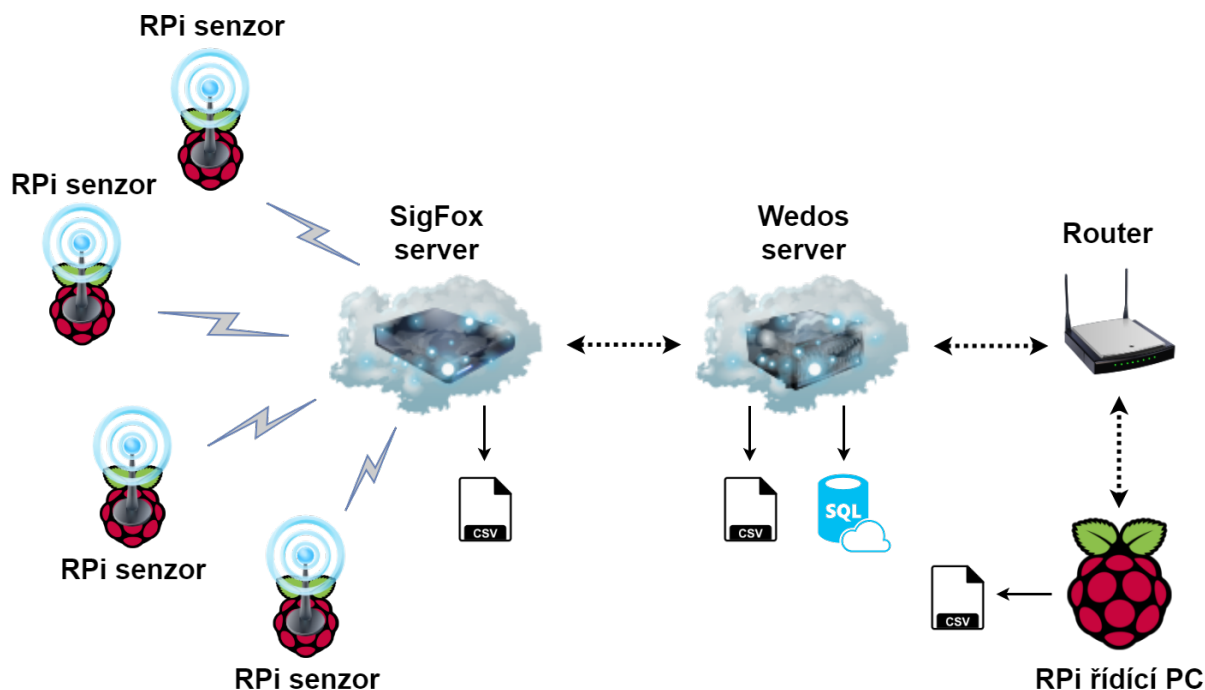 RPi senzor
RPi senzor
SigFox
server
Wedos
server
Router
CSV
CSV
SQL
RPi senzor
CSV
RPi senzor
RPi řídící PC